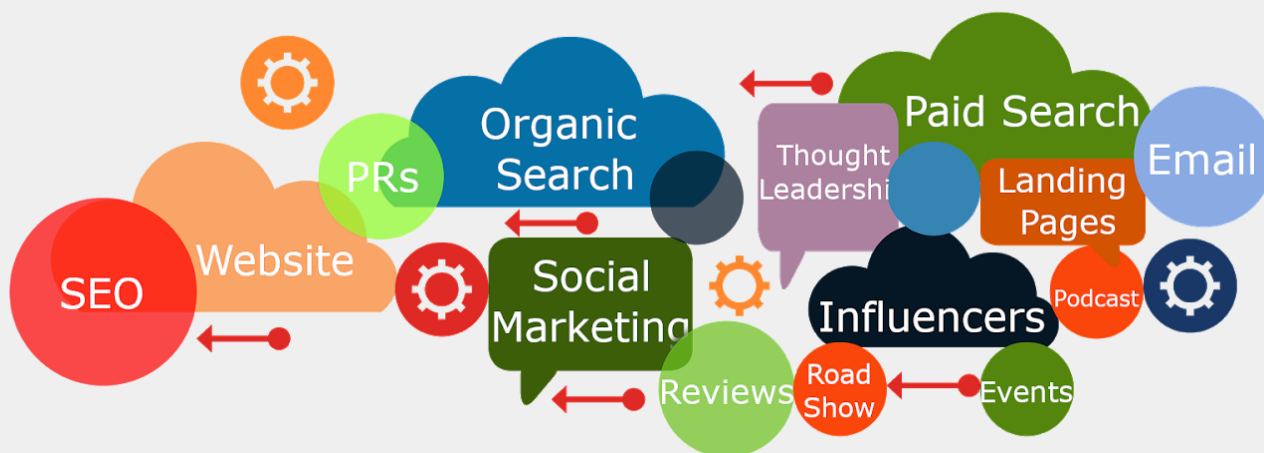 SEO
Website
PRs
Organic
Search
Social
Marketing
Reviews
Thought
Leadershi
Paid Search
Landing
Pages
Email
Influencers
Podcast
Road
Show
Events